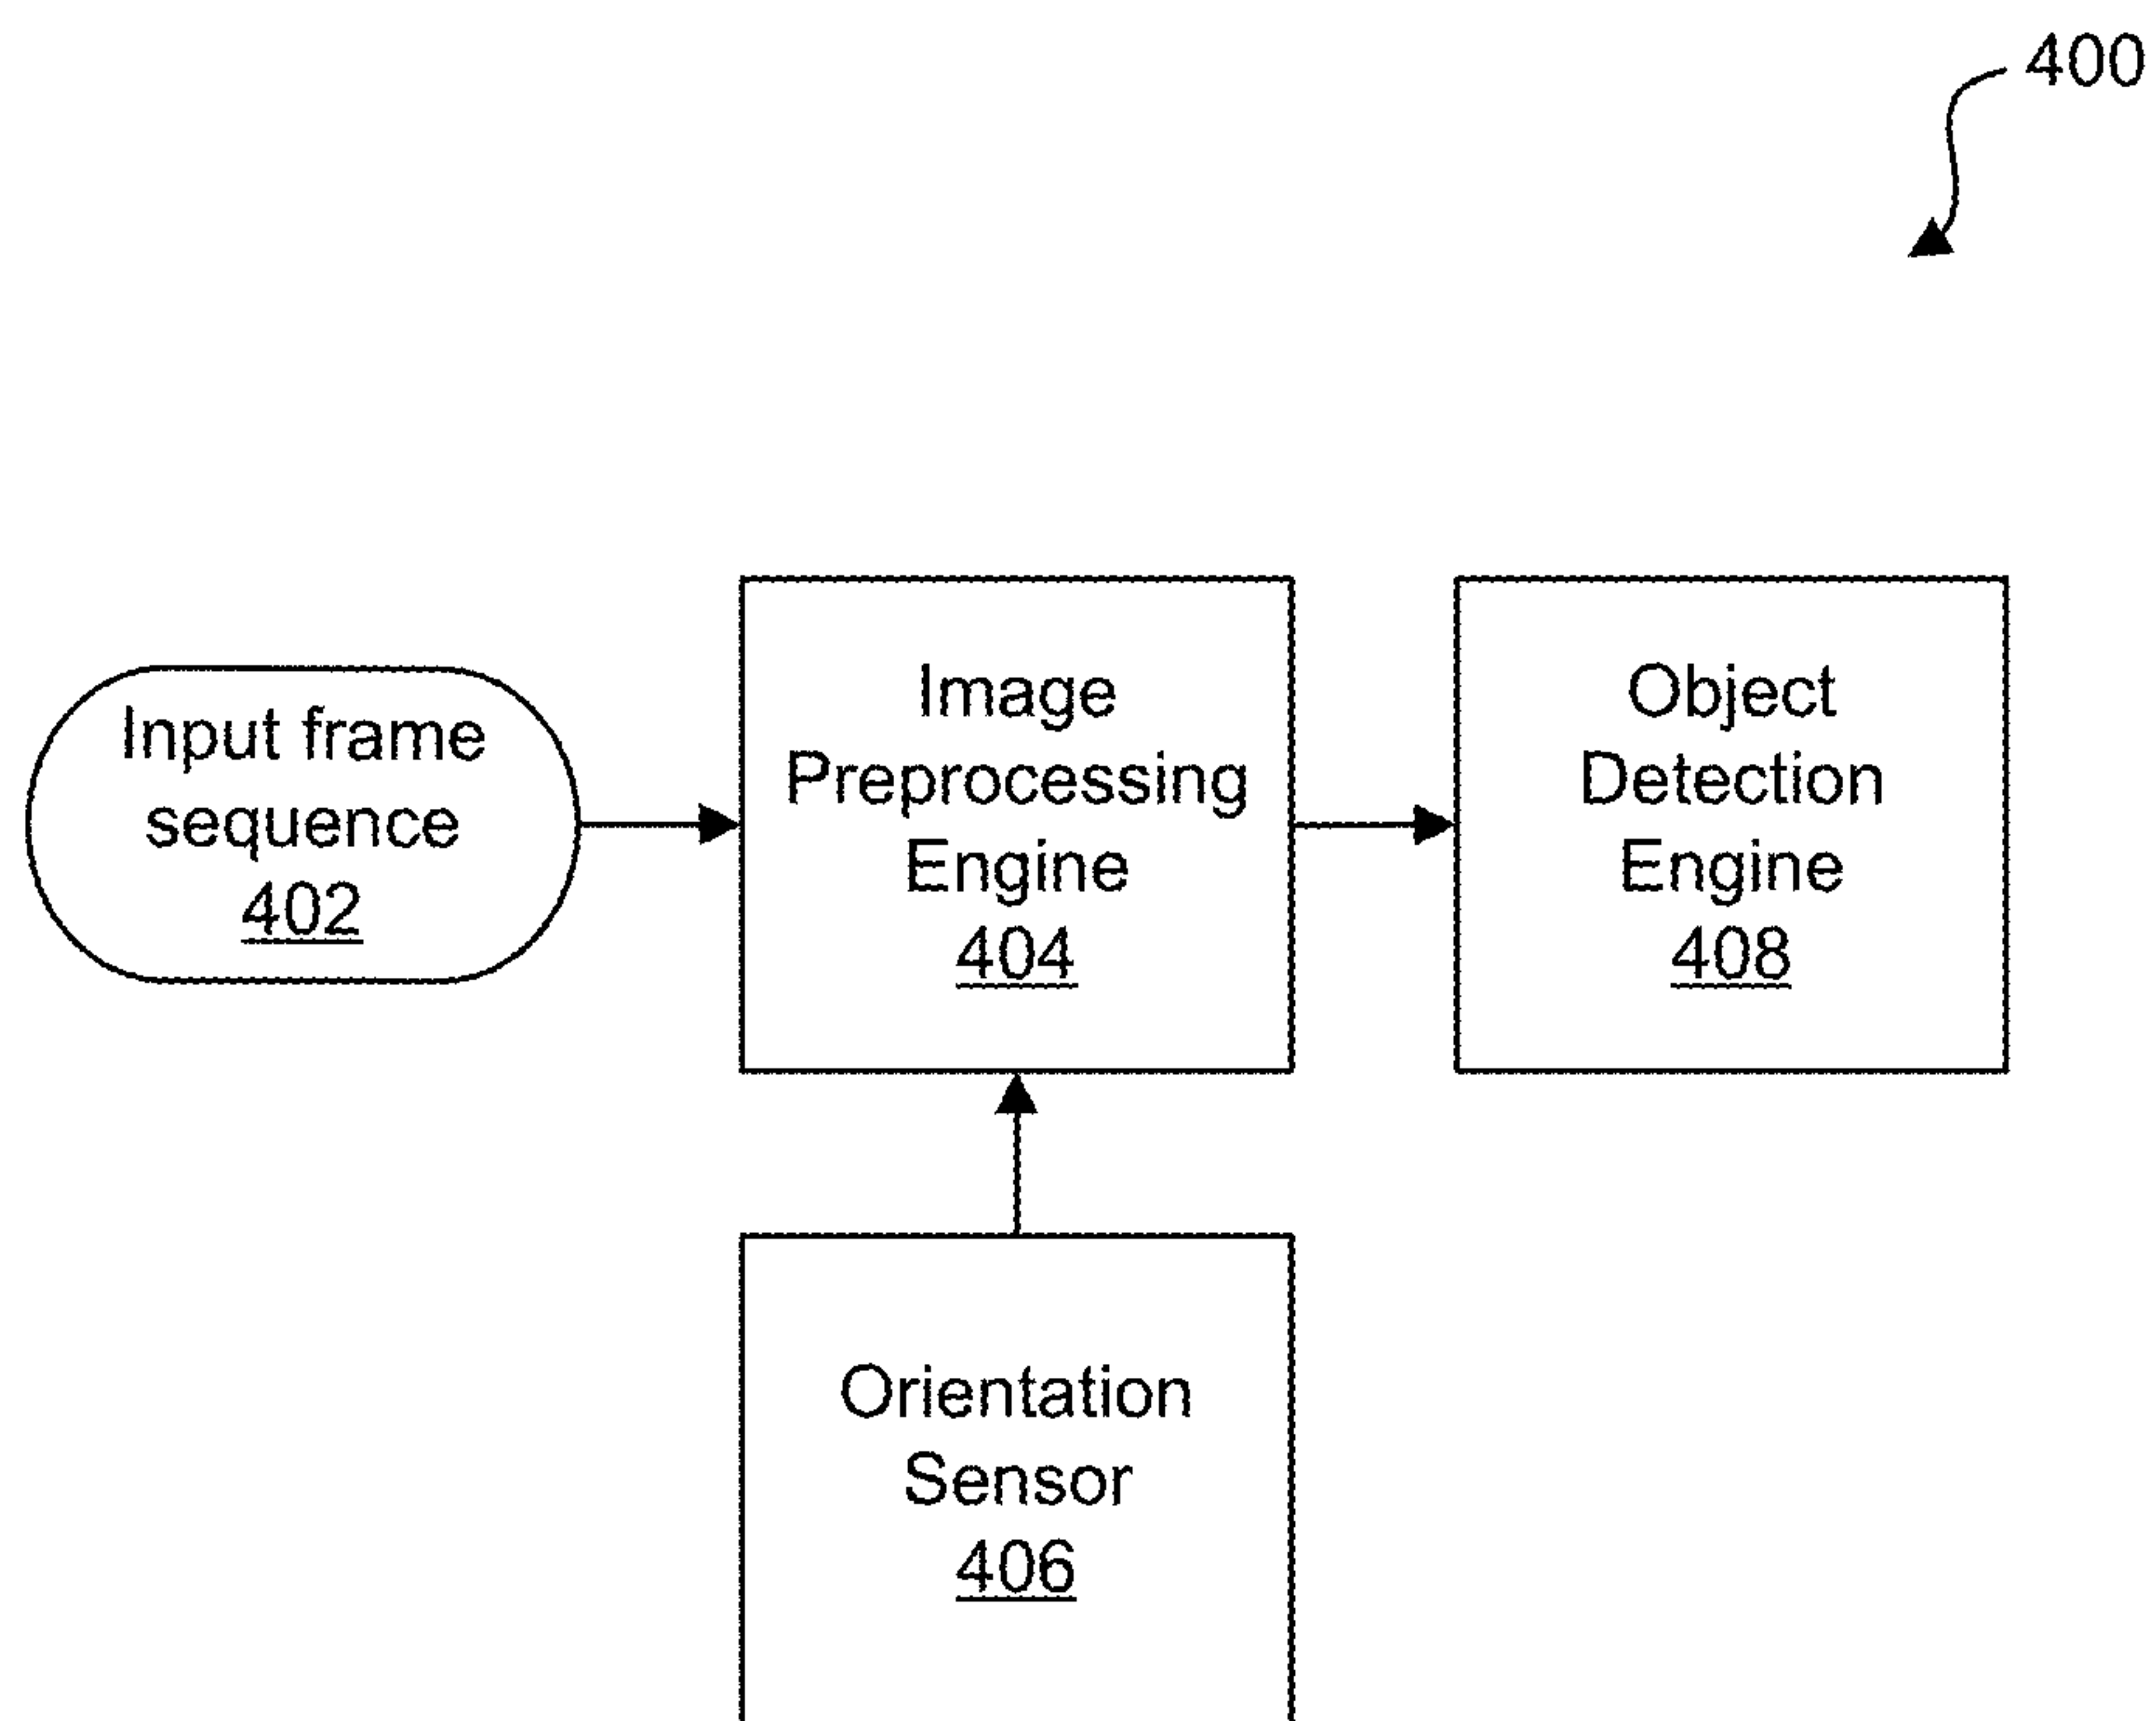 400
Input frame
sequence
402
Image
Preprocessing
Engine
404
Object
Detection
Engine
408
Orientation
Sensor
406